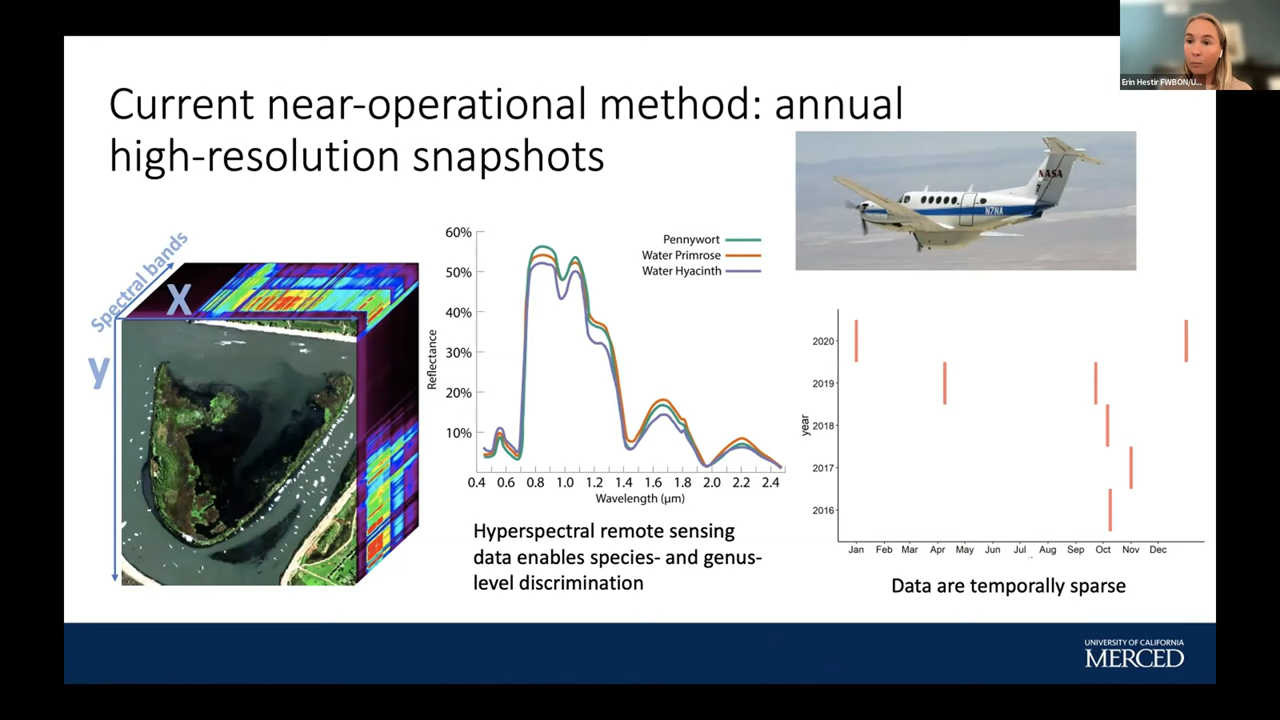 Erin Hestir FWBON/U...
Current near-operational method: annual
high-resolution snapshots
NASA
7
N7NA
Spectral bands
X
y
60%
50%
40%
30%
20%
10%
Reflectance
Pennywort
Water Primrose
Water Hyacinth
0.4 0.6 0.8 1.0 1.2 1.4 1.6 1.8 2.0 2.2 2.4
Wavelength (μm)
Hyperspectral remote sensing
data enables species- and genus-
level discrimination
year
2020
2019
2018
2017
2016
Jan Feb Mar Apr May Jun Jul Aug Sep Oct Nov Dec
Data are temporally sparse
UNIVERSITY OF CALIFORNIA
MERCED